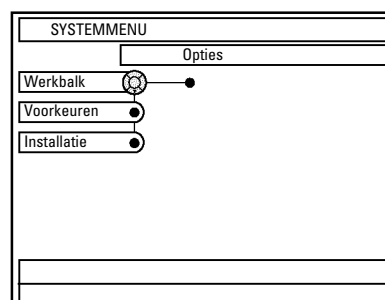 SYSTEMMENU
Opties
Werkbalk
Voorkeuren
Installatie